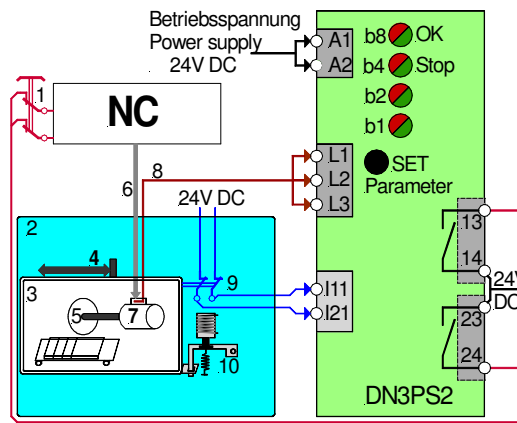 Betriebsspannung
Power supply
24V DC
A1
A2
b8 OK
b4 Stop
b2
b1
SET
Parameter
1
NC
6
8
L1
L2
L3
24V DC
2
4
3
5
7
9
10
I11
I21
13
14
24V
DC
23
24
DN3PS2